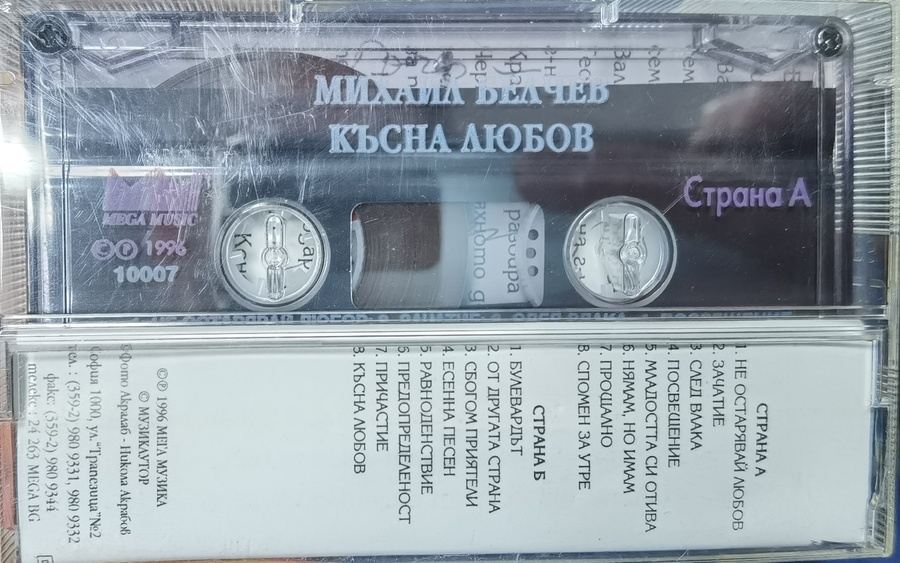 МИХАИЛ БЕЛЧЕВ
КЪСНА ЛЮБОВ
MEGA MUSIC
©℗ 1996
10007
Страна А
СТРАНА А
1. НЕ ОСТАРЯВАЙ ЛЮБОВ
2. ЗАЧАТИЕ
3. СЛЕД ВЛАКА
4. ПОСВЕЩЕНИЕ
5. МЛАДОСТТА СИ ОТИВА
6. НЯМАМ, НО ИМАМ
7. ПРОЩАЛНО
8. СПОМЕН ЗА УТРЕ
СТРАНА Б
1. БУЛЕВАРДЪТ
2. ОТ ДРУГАТА СТРАНА
3. СБОГОМ ПРИЯТЕЛИ
4. ЕСЕННА ПЕСЕН
5. РАВНОДЕНСТВИЕ
6. ПРЕДОПРЕДЕЛЕНОСТ
7. ПРИЧАСТИЕ
8. КЪСНА ЛЮБОВ
©℗ 1996 МЕГА МУЗИКА
© МУЗИКАУТОР
Фото Акралаб - Никола Акрабов
София 1000, ул."Трапезица"№2
тел.: (359-2) 980 9331, 980 9332
факс: (359-2) 980 9344
телекс: 24 263 MEGA BG